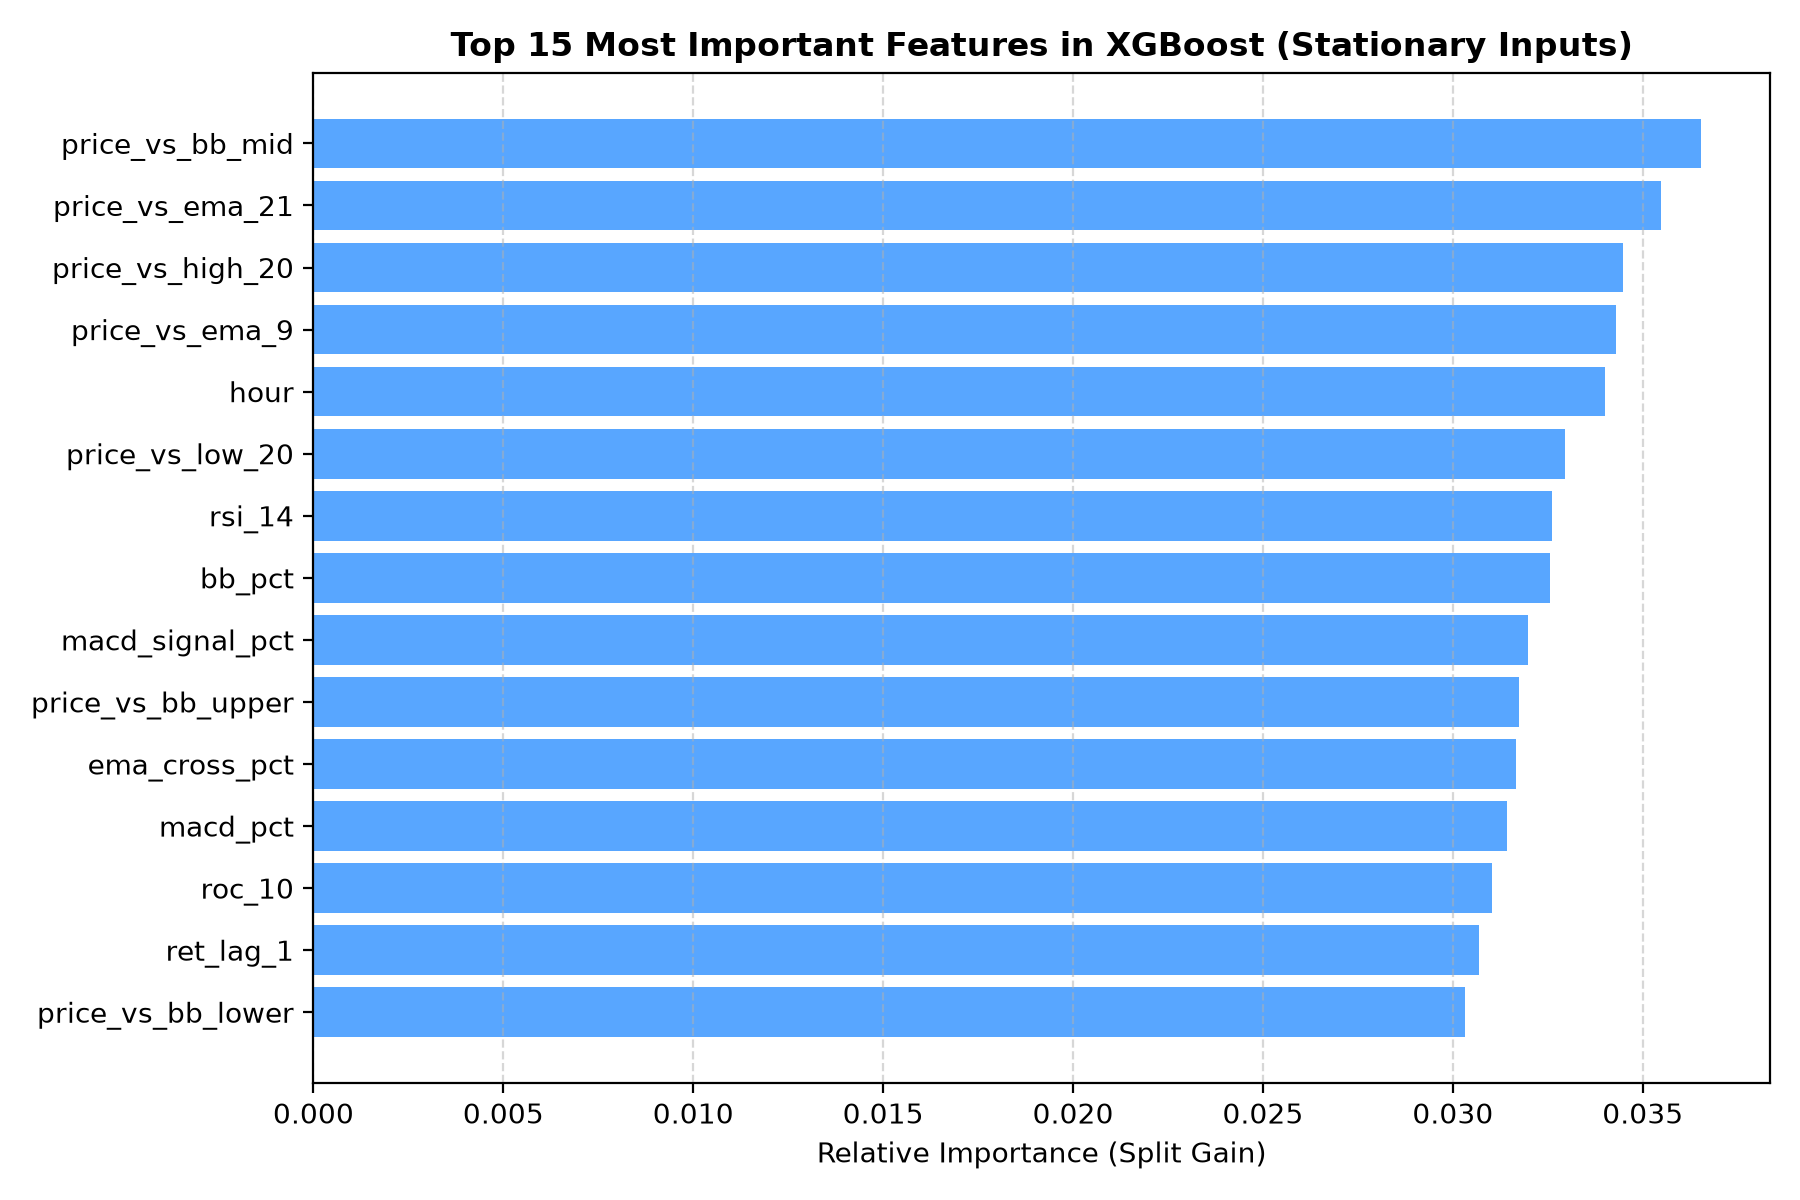 Top 15 Most Important Features in XGBoost (Stationary Inputs)
price_vs_bb_mid
price_vs_ema_21
price_vs_high_20
price_vs_ema_9
hour
price_vs_low_20
rsi_14
bb_pct
macd_signal_pct
price_vs_bb_upper
ema_cross_pct
macd_pct
roc_10
ret_lag_1
price_vs_bb_lower
0.000 0.005 0.010 0.015 0.020 0.025 0.030 0.035
Relative Importance (Split Gain)